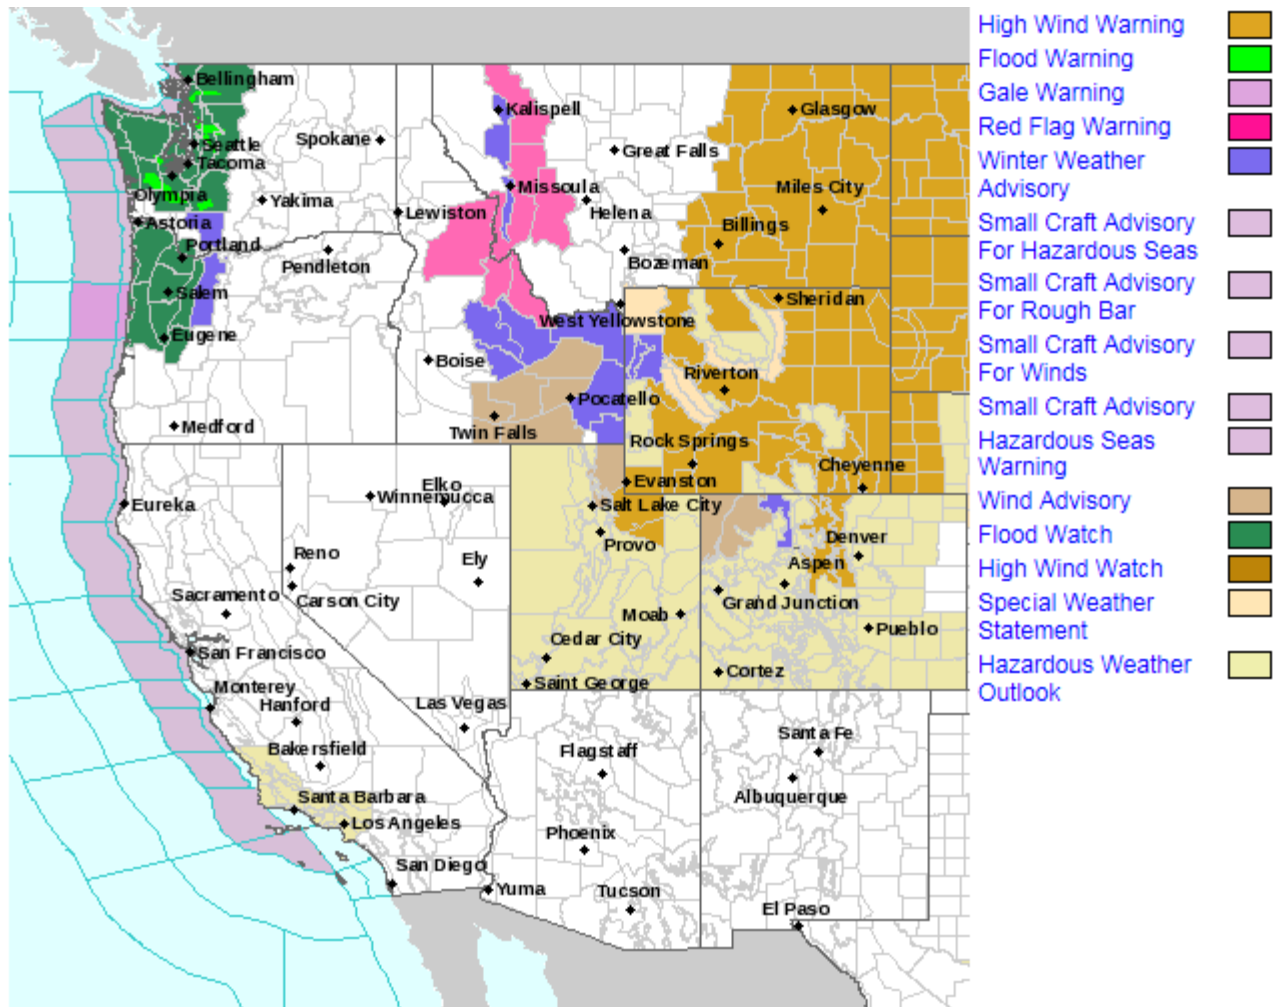 High Wind Warning
Flood Warning
Gale Warning
Red Flag Warning
Winter Weather
Advisory
Small Craft Advisory
For Hazardous Seas
Small Craft Advisory
For Rough Bar
Small Craft Advisory
For Winds
Small Craft Advisory
Hazardous Seas
Warning
Wind Advisory
Flood Watch
High Wind Watch
Special Weather
Statement
Hazardous Weather
Outlook
Bellingham
Kalispell
Glasgow
Spokane
Seattle
Great Falls
Tacoma
Missoula
Miles City
Olympia
Yakima
Lewiston
Helena
Astoria
Billings
Portland
Pendleton
Bozeman
Salem
Sheridan
West Yellowstone
Eugene
Boise
Riverton
Pocatello
Medford
Twin Falls
Rock Springs
Cheyenne
Evanston
Elko
Winnemucca
Eureka
Salt Lake City
Provo
Denver
Reno
Ely
Aspen
Sacramento
Carson City
Grand Junction
Moab
Pueblo
Cedar City
San Francisco
Cortez
Saint George
Monterey
Hanford
Las Vegas
Bakersfield
Flagstaff
Santa Fe
Albuquerque
Santa Barbara
Los Angeles
Phoenix
San Diego
Yuma
Tucson
El Paso